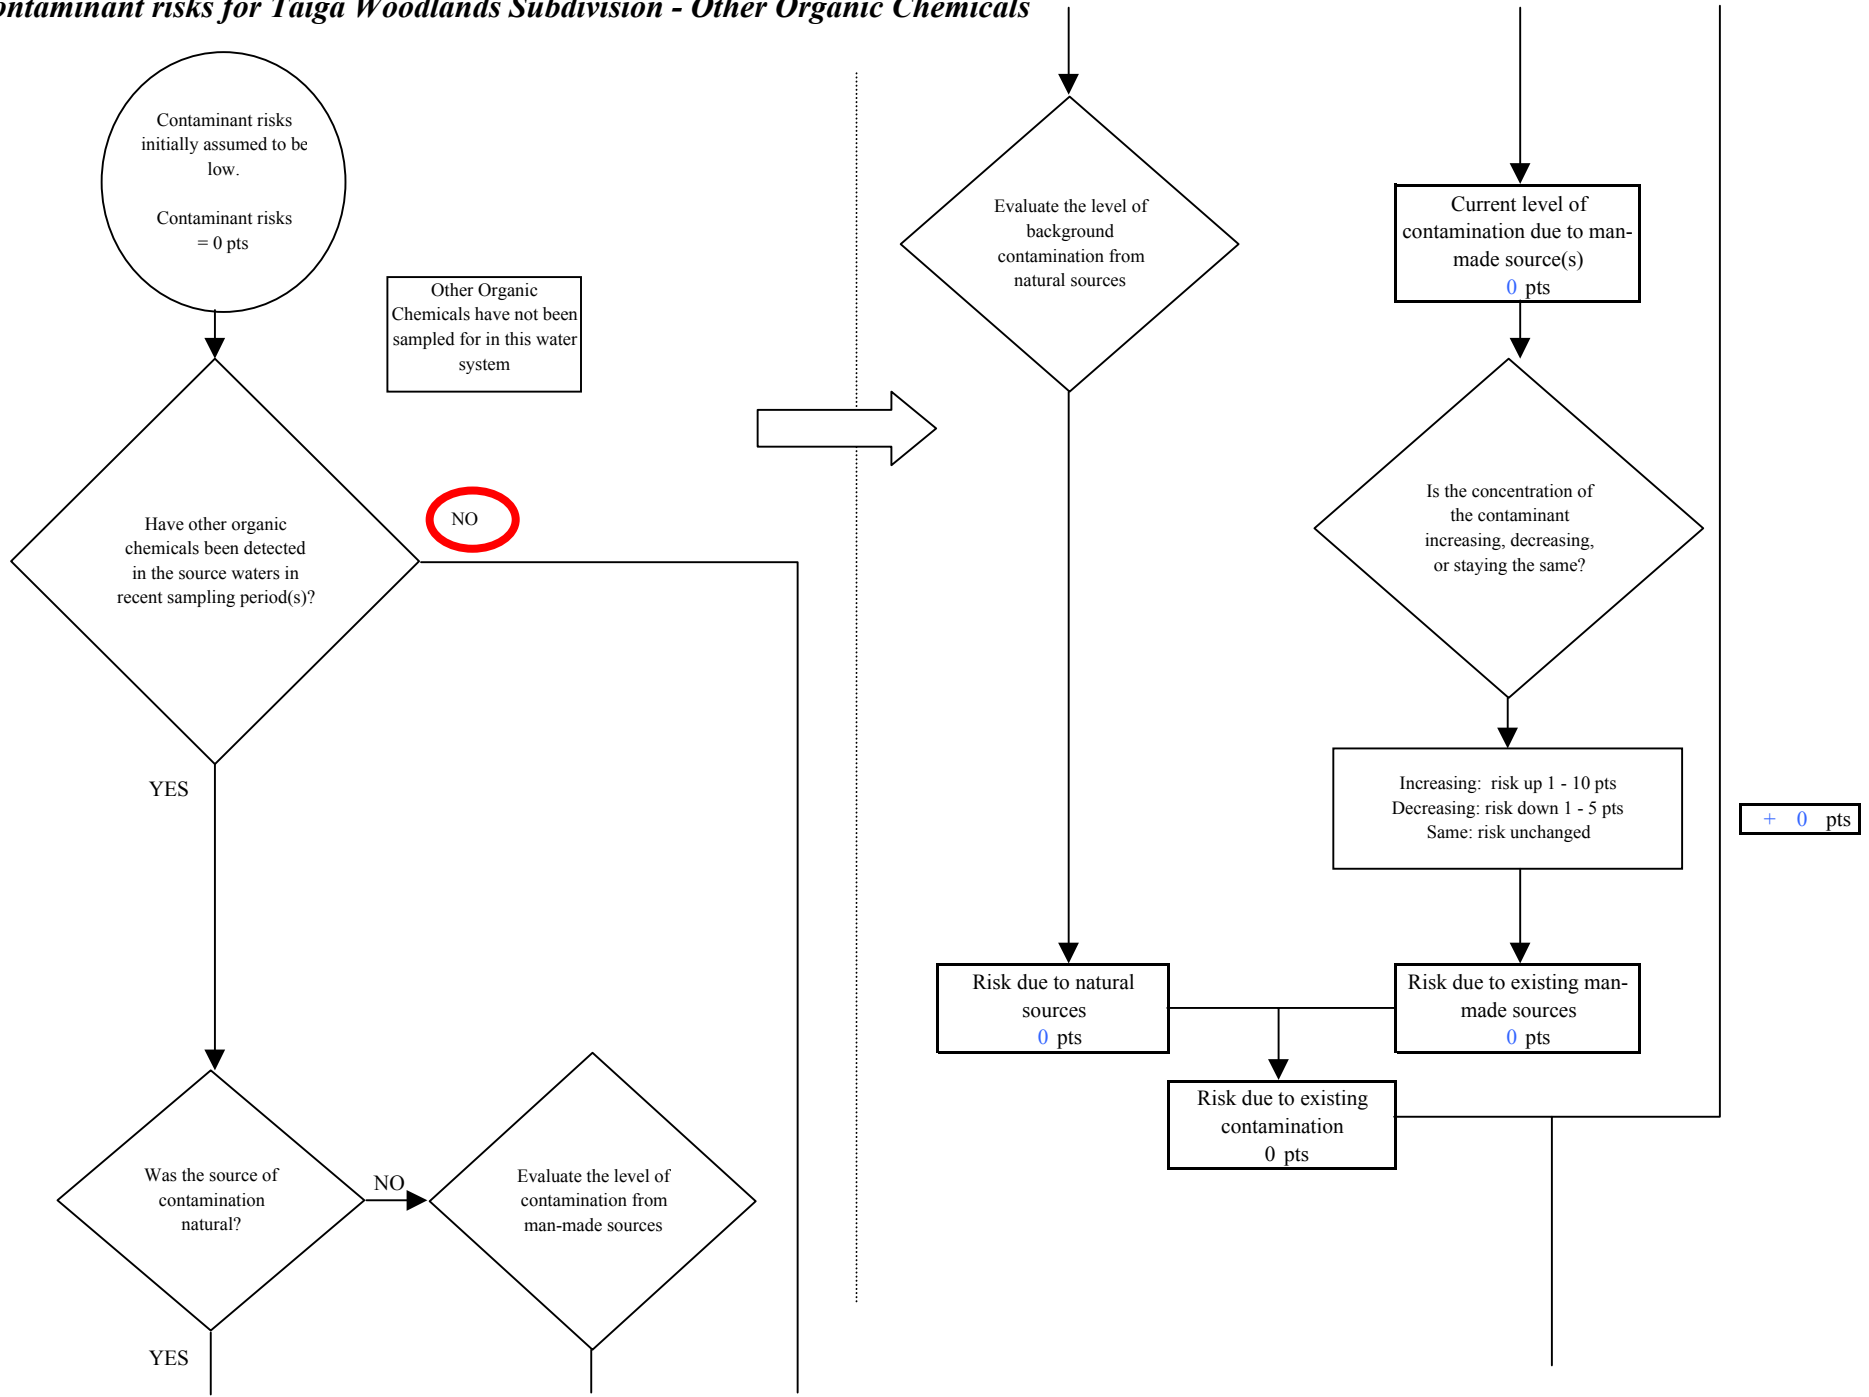 ontaminant risks for Taiga Woodlands Subdivision - Other Organic Chemicals
Contaminant risks
initially assumed to be
low.
Contaminant risks
= 0 pts
Other Organic
Chemicals have not been
sampled for in this water
system
Have other organic
chemicals been detected
in the source waters in
recent sampling period(s)?
NO
YES
Was the source of
contamination
natural?
NO
YES
Evaluate the level of
contamination from
man-made sources
Evaluate the level of
background
contamination from
natural sources
Current level of
contamination due to man-
made source(s)
0 pts
Is the concentration of
the contaminant
increasing, decreasing,
or staying the same?
Increasing: risk up 1 - 10 pts
Decreasing: risk down 1 - 5 pts
Same: risk unchanged
+ 0 pts
Risk due to natural
sources
0 pts
Risk due to existing man-
made sources
0 pts
Risk due to existing
contamination
0 pts